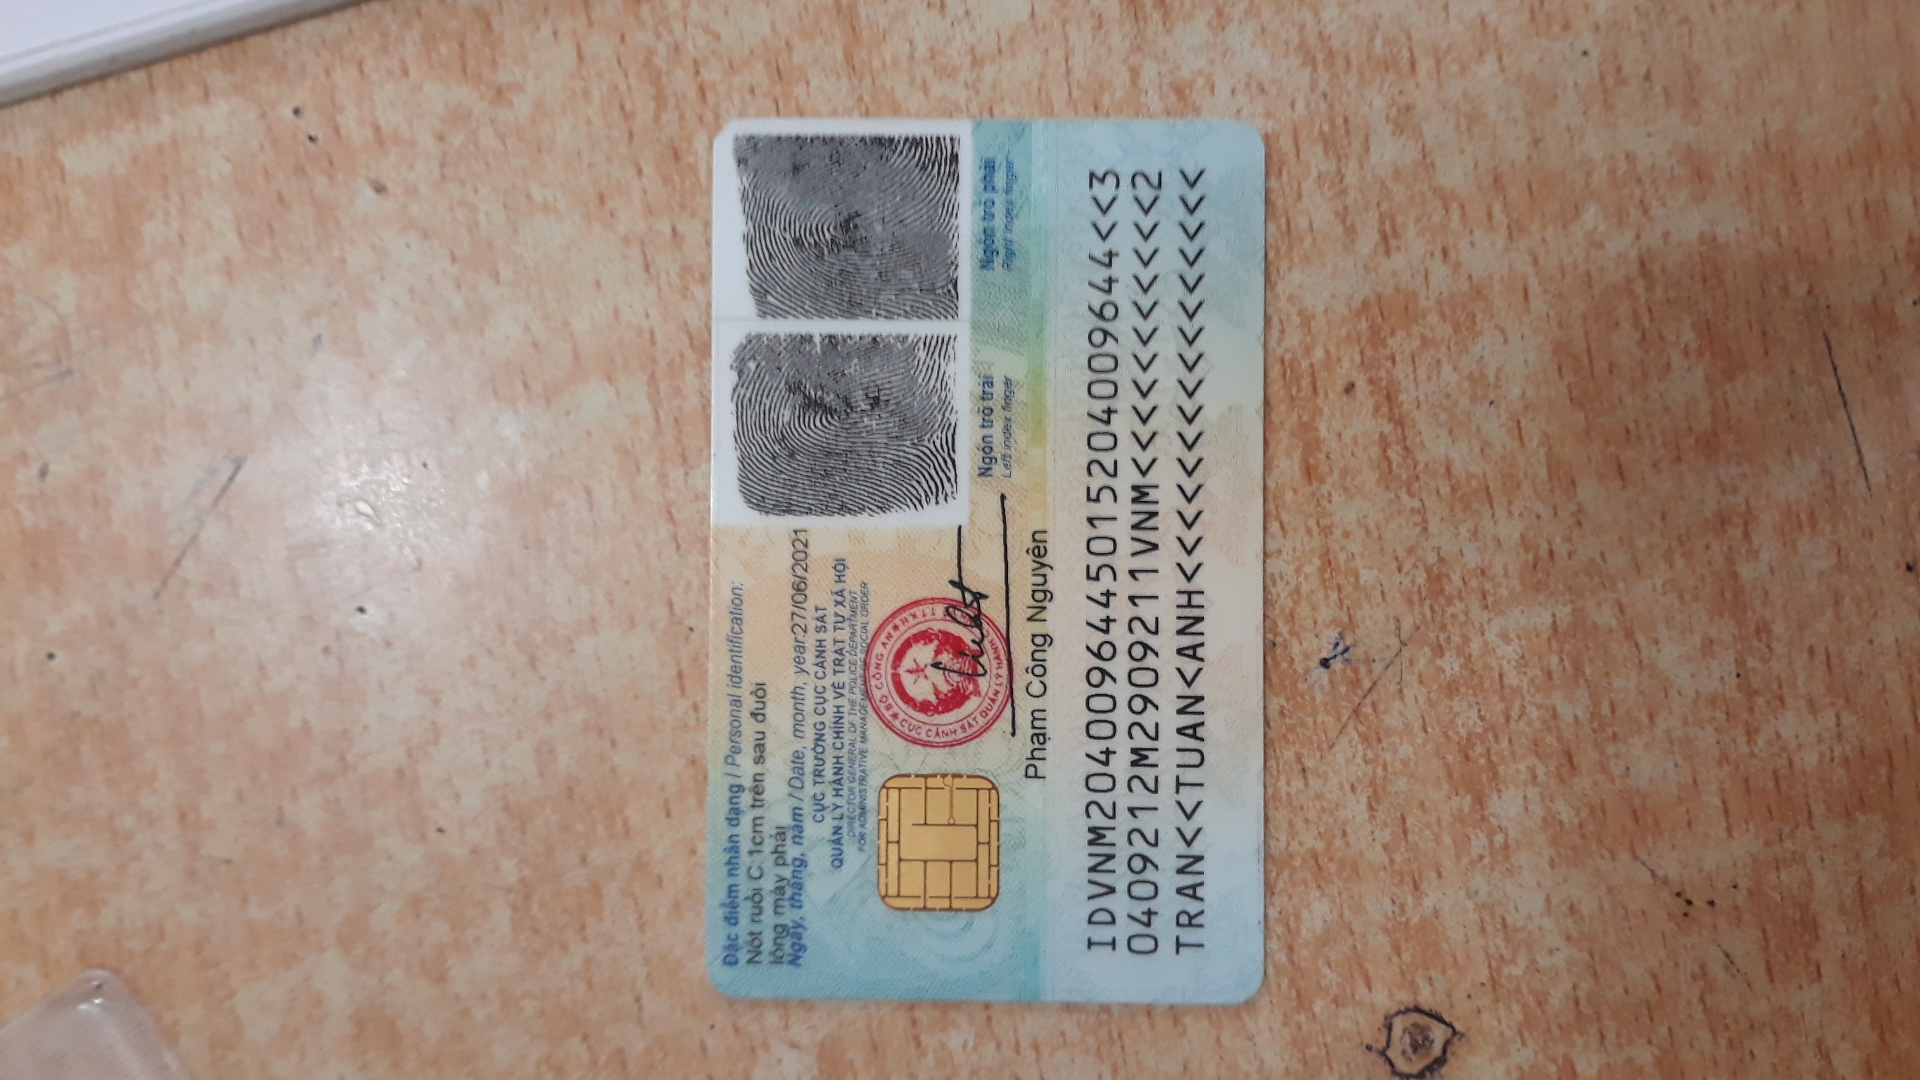 Đặc điểm nhân dạng / Personal identification:
Nốt ruồi C:1cm trên sau đuôi
lông mày phải
Ngày, tháng, năm / Date, month, year:27/06/2021
CỤC TRƯỞNG CỤC CẢNH SÁT
QUẢN LÝ HÀNH CHÍNH VỀ TRẬT TỰ XÃ HỘI
DIRECTOR GENERAL OF THE POLICE DEPARTMENT
FOR ADMINISTRATIVE MANAGEMENT OF SOCIAL ORDER
BỘ CÔNG AN
CỤC CẢNH SÁT QUẢN LÝ HÀNH
Ngón trỏ trái
Left index finger
Ngón trỏ phải
Right index finger
Phạm Công Nguyên
IDVNM2040096445015204009644<<3
0409212M2909211VNM<<<<<<<<<<<2
TRAN<<TUAN<ANH<<<<<<<<<<<<<<<<